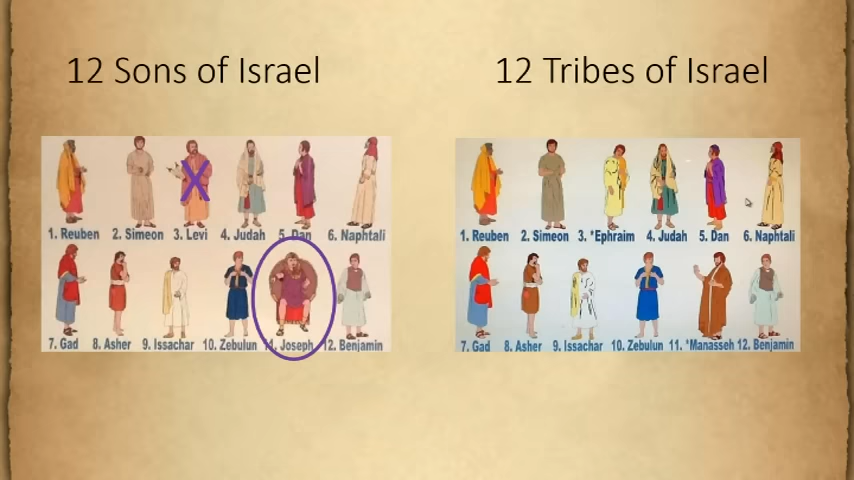 12 Sons of Israel
12 Tribes of Israel
1. Reuben 2. Simeon 3. Levi 4. Judah 5. Dan 6. Naphtali
7. Gad 8. Asher 9. Issachar 10. Zebulun 11. Joseph 12. Benjamin
1. Reuben 2. Simeon 3. *Ephraim 4. Judah 5. Dan 6. Naphtali
7. Gad 8. Asher 9. Issachar 10. Zebulun 11. *Manasseh 12. Benjamin